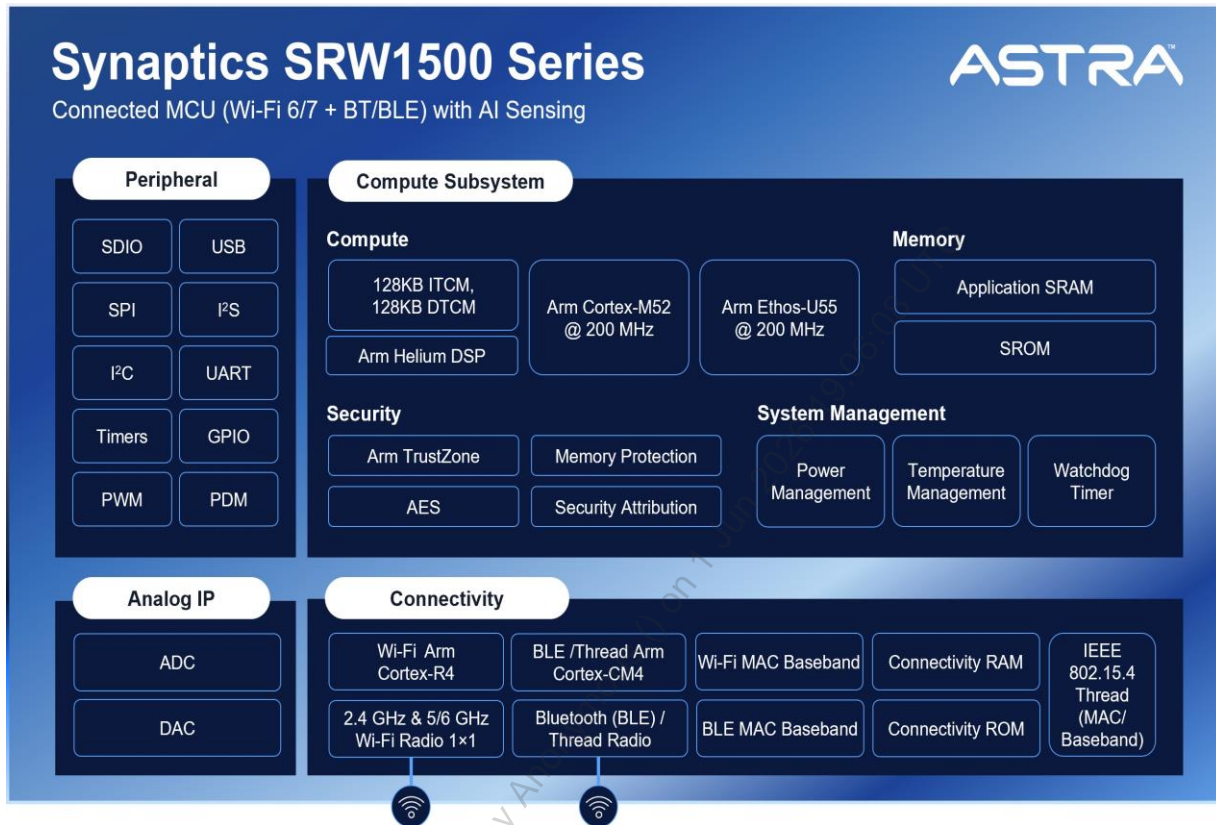 Synaptics SRW1500 Series
ASTRA™
Connected MCU (Wi-Fi 6/7 + BT/BLE) with AI Sensing
Peripheral
SDIO
USB
SPI
I²S
I²C
UART
Timers
GPIO
PWM
PDM
Compute Subsystem
Compute
128KB ITCM,
128KB DTCM
Arm Helium DSP
Arm Cortex-M52
@ 200 MHz
Arm Ethos-U55
@ 200 MHz
Memory
Application SRAM
SROM
Security
Arm TrustZone
Memory Protection
AES
Security Attribution
System Management
Power
Management
Temperature
Management
Watchdog
Timer
Analog IP
ADC
DAC
Connectivity
Wi-Fi Arm
Cortex-R4
BLE /Thread Arm
Cortex-CM4
Wi-Fi MAC Baseband
Connectivity RAM
2.4 GHz & 5/6 GHz
Wi-Fi Radio 1×1
Bluetooth (BLE) /
Thread Radio
BLE MAC Baseband
Connectivity ROM
IEEE
802.15.4
Thread
(MAC/
Baseband)